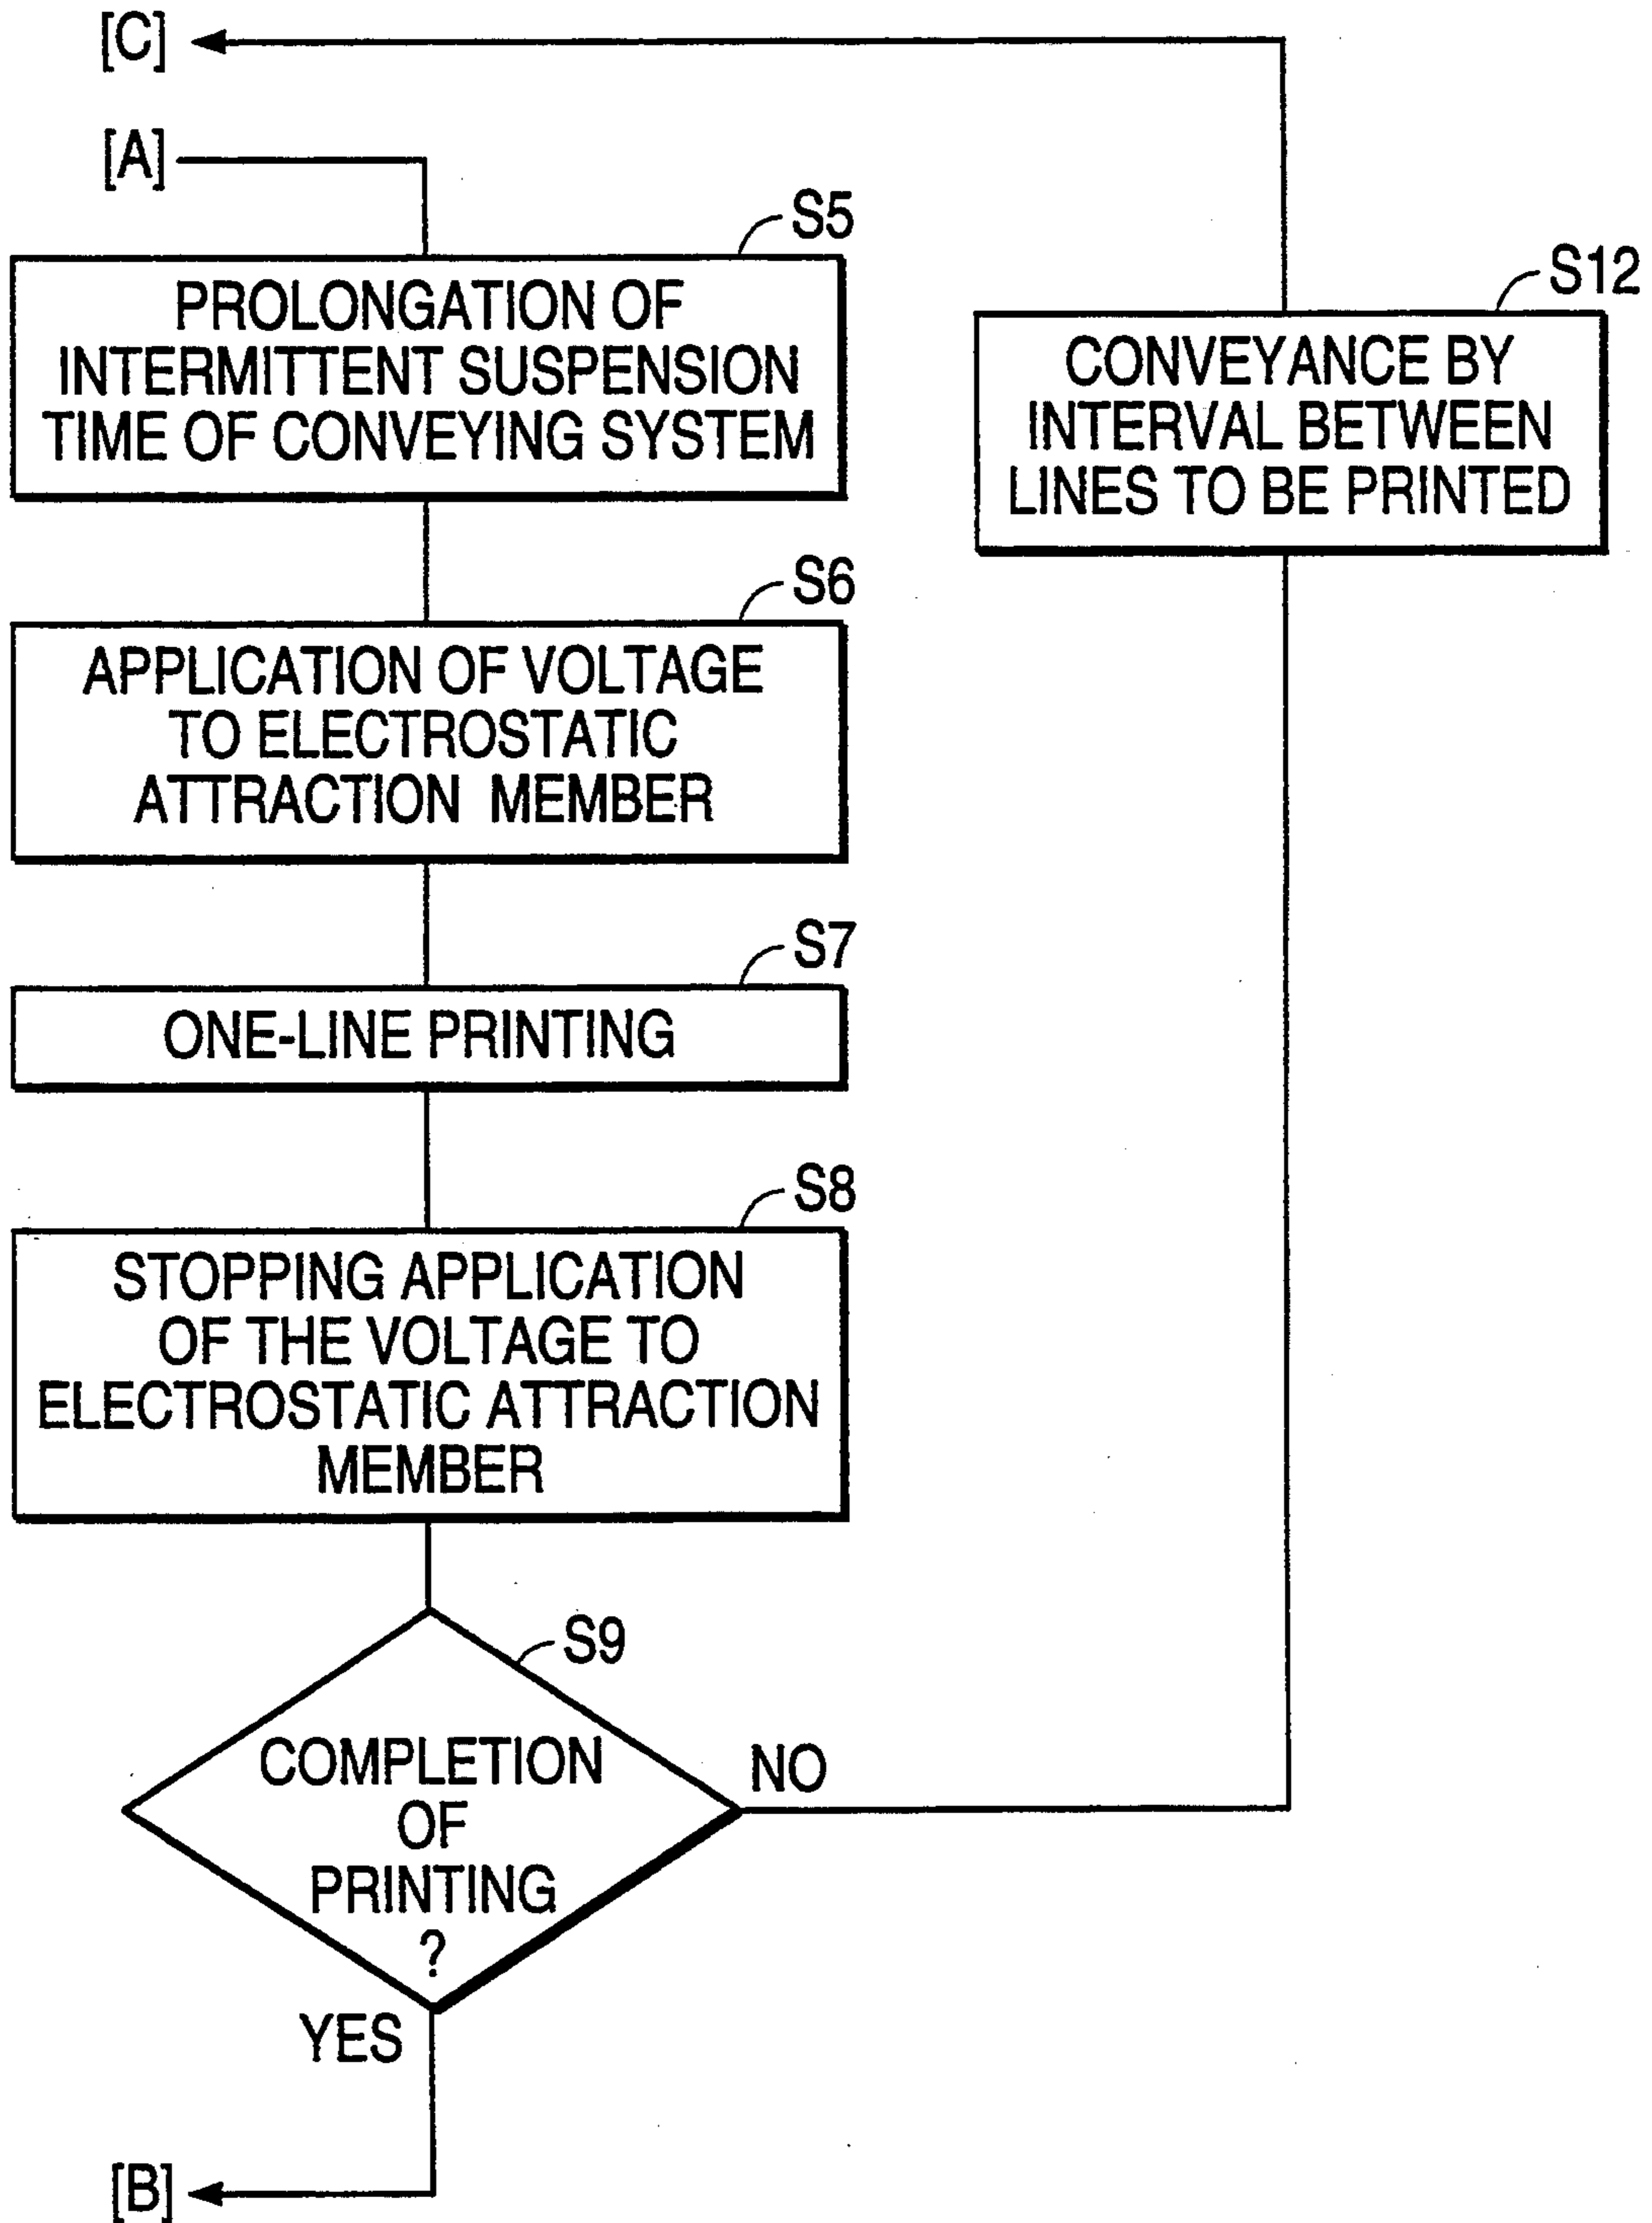 [C]
[A]
S5
PROLONGATION OF
INTERMITTENT SUSPENSION
TIME OF CONVEYING SYSTEM
S12
CONVEYANCE BY
INTERVAL BETWEEN
LINES TO BE PRINTED
S6
APPLICATION OF VOLTAGE
TO ELECTROSTATIC
ATTRACTION MEMBER
S7
ONE-LINE PRINTING
S8
STOPPING APPLICATION
OF THE VOLTAGE TO
ELECTROSTATIC ATTRACTION
MEMBER
S9
COMPLETION
OF
PRINTING
?
NO
YES
[B]